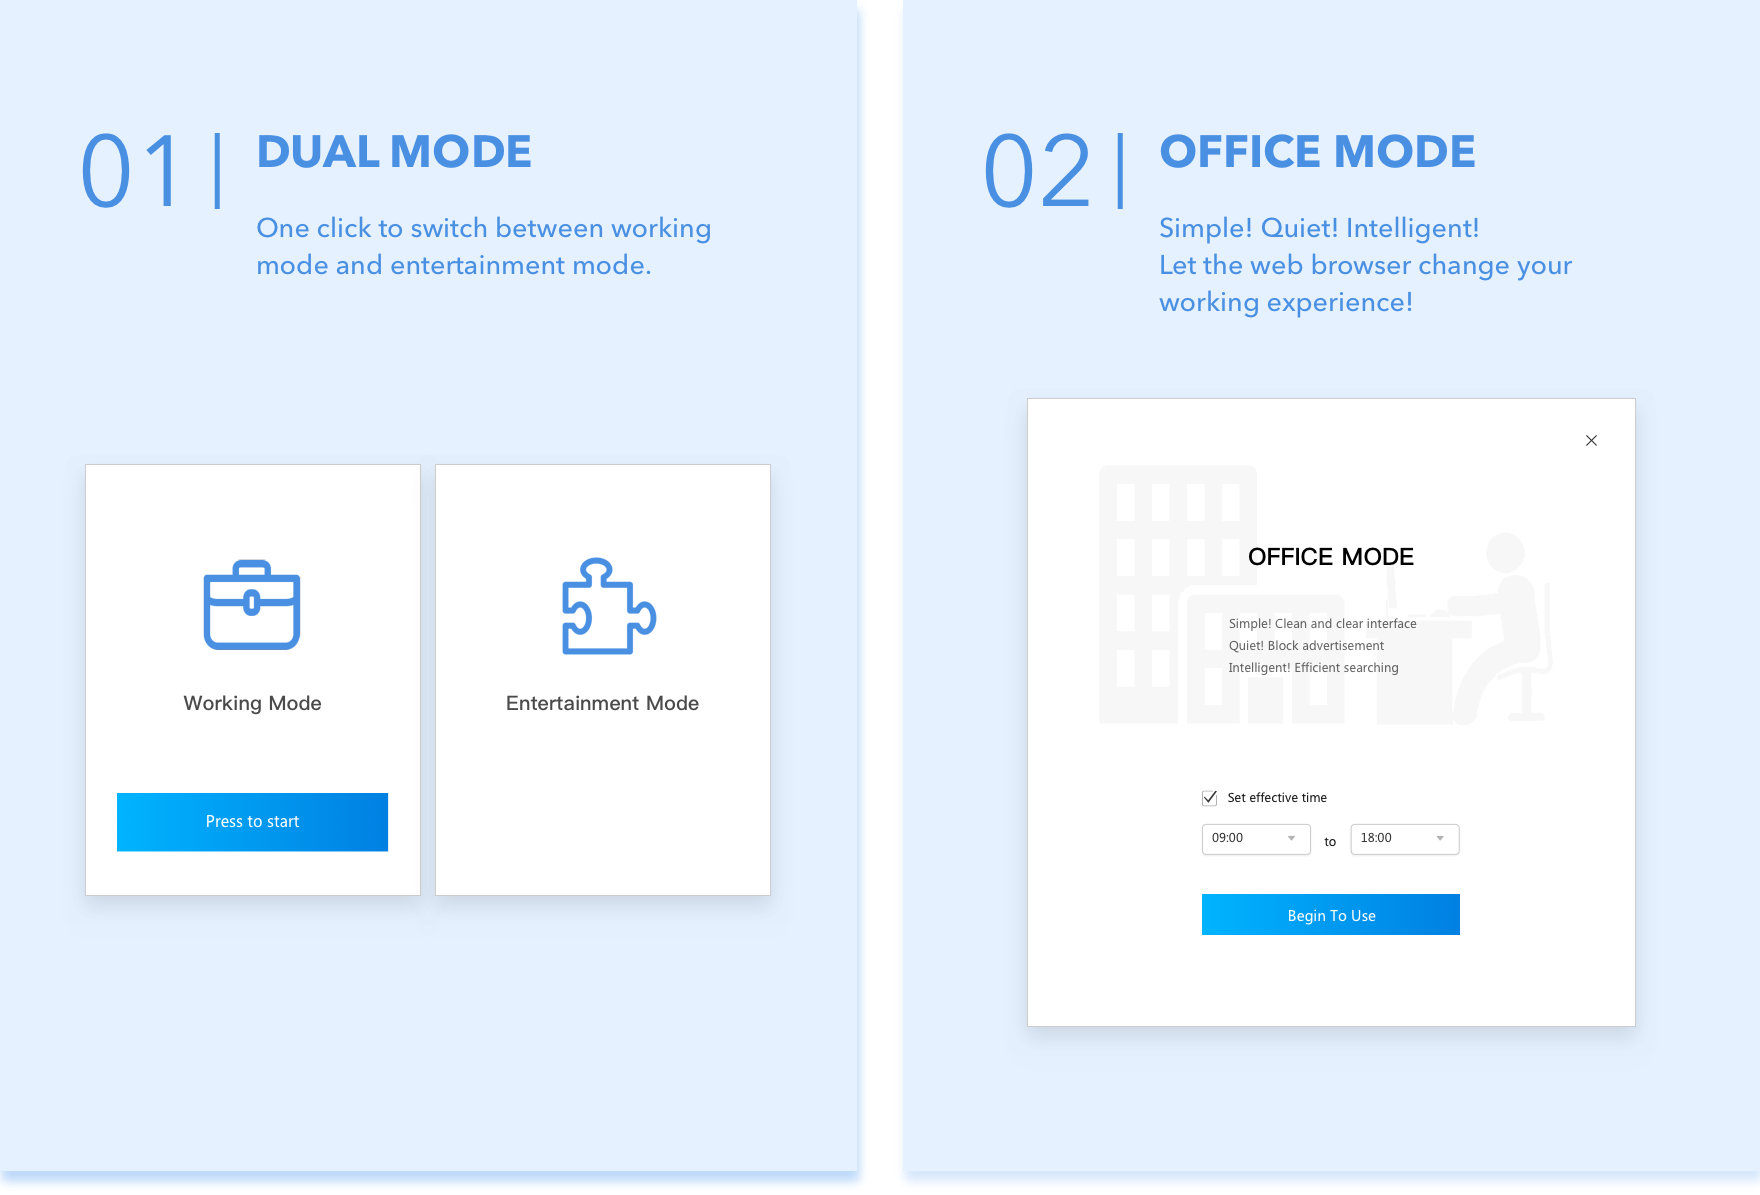 01
DUAL MODE
One click to switch between working
mode and entertainment mode.
Working Mode
Press to start
Entertainment Mode
02
OFFICE MODE
Simple! Quiet! Intelligent!
Let the web browser change your
working experience!
OFFICE MODE
Simple! Clean and clear interface
Quiet! Block advertisement
Intelligent! Efficient searching
Set effective time
09:00 to 18:00
Begin To Use